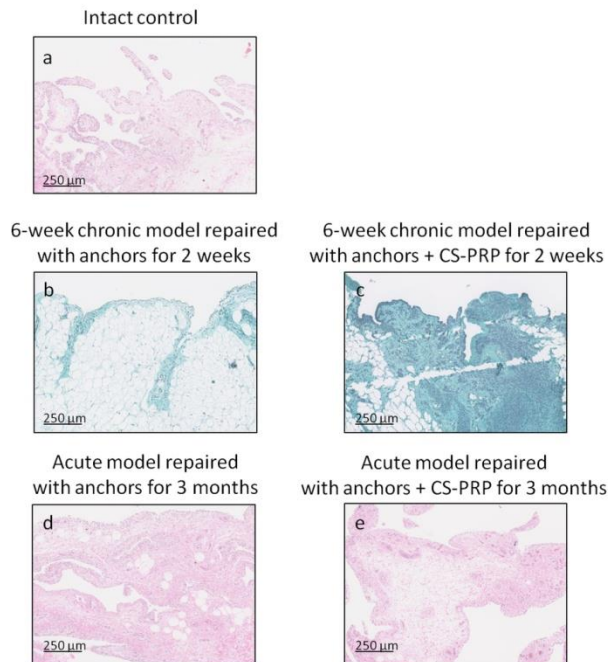 Intact control
a
250 µm
6-week chronic model repaired
with anchors for 2 weeks
6-week chronic model repaired
with anchors + CS-PRP for 2 weeks
b
250 µm
c
250 µm
Acute model repaired
with anchors for 3 months
Acute model repaired
with anchors + CS-PRP for 3 months
d
250 µm
e
250 µm